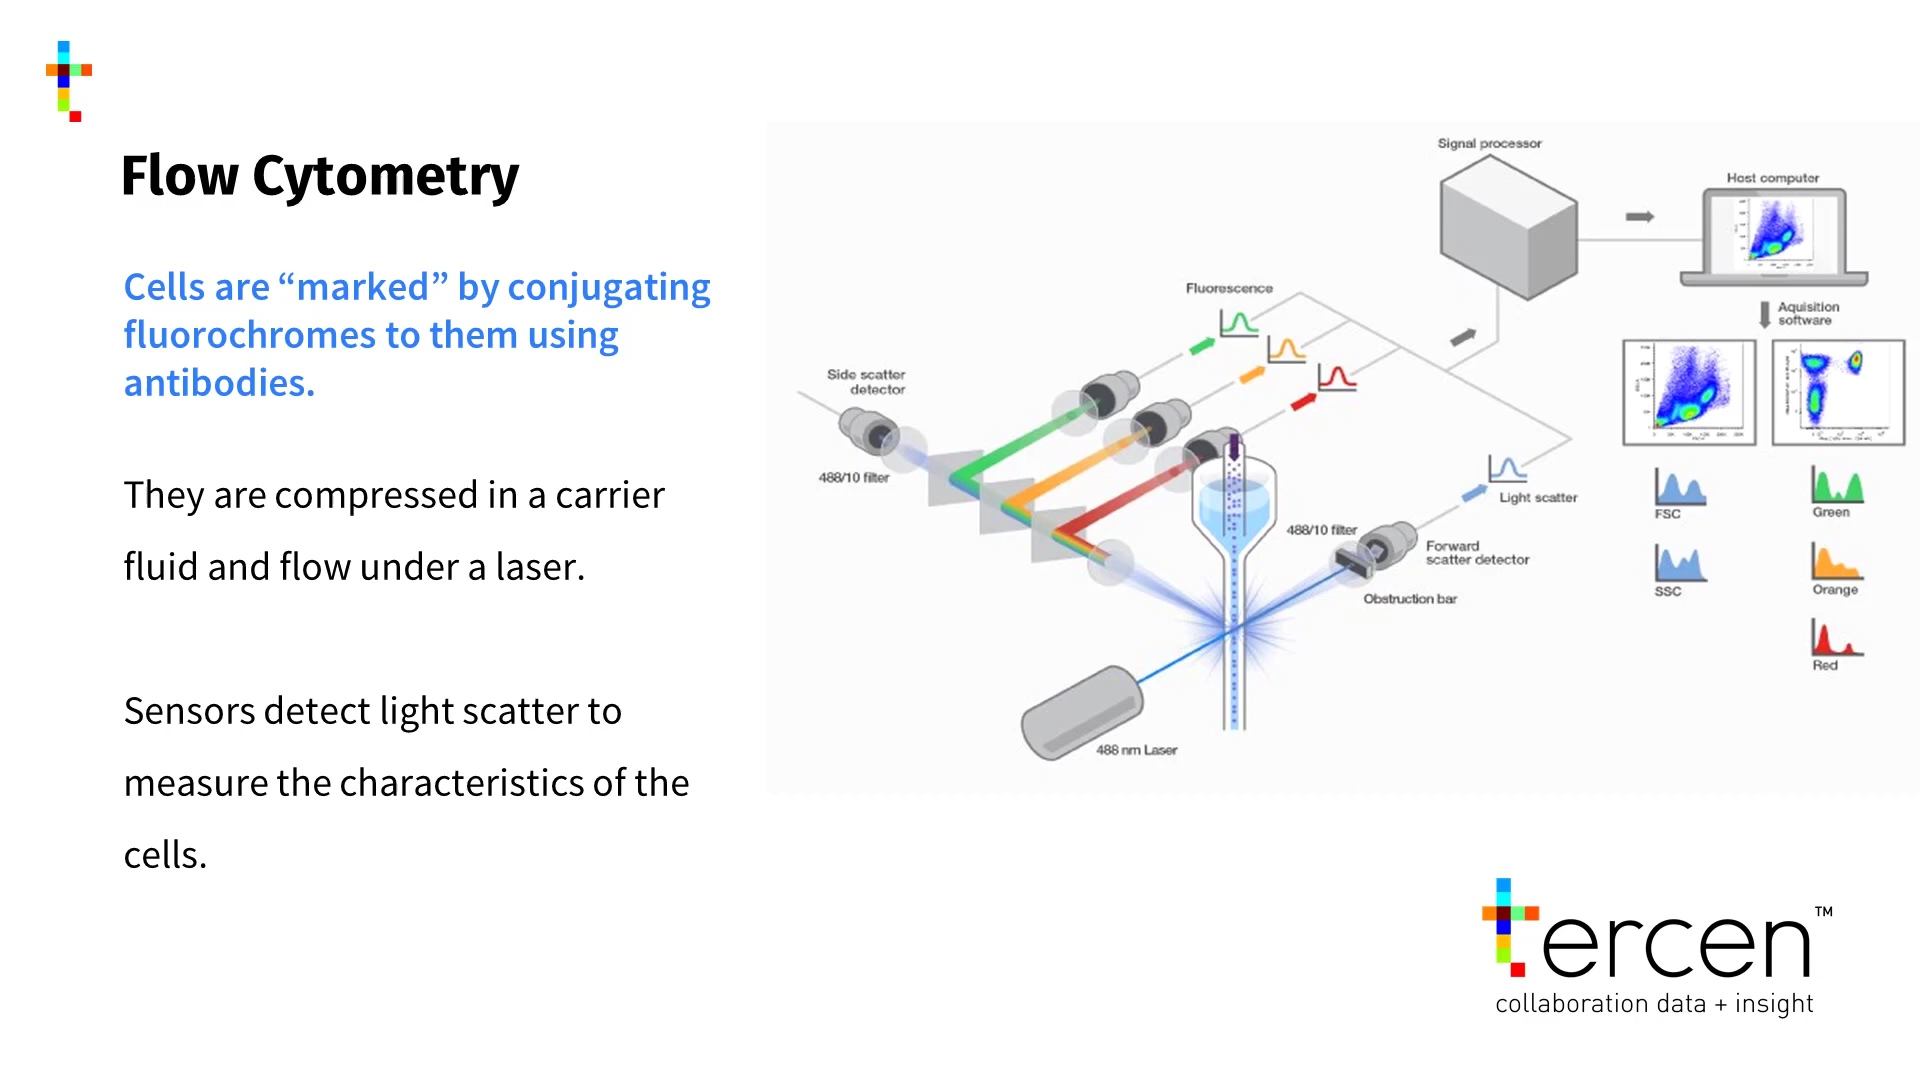 Flow Cytometry
Cells are “marked” by conjugating
fluorochromes to them using
antibodies.
They are compressed in a carrier
fluid and flow under a laser.
Sensors detect light scatter to
measure the characteristics of the
cells.
Signal processor
Host computer
Aquisition
software
Fluorescence
Side scatter
detector
488/10 filter
Light scatter
488/10 filter
Forward
scatter detector
Obstruction bar
488 nm Laser
FSC
Green
SSC
Orange
Red
tercen™
collaboration data + insight